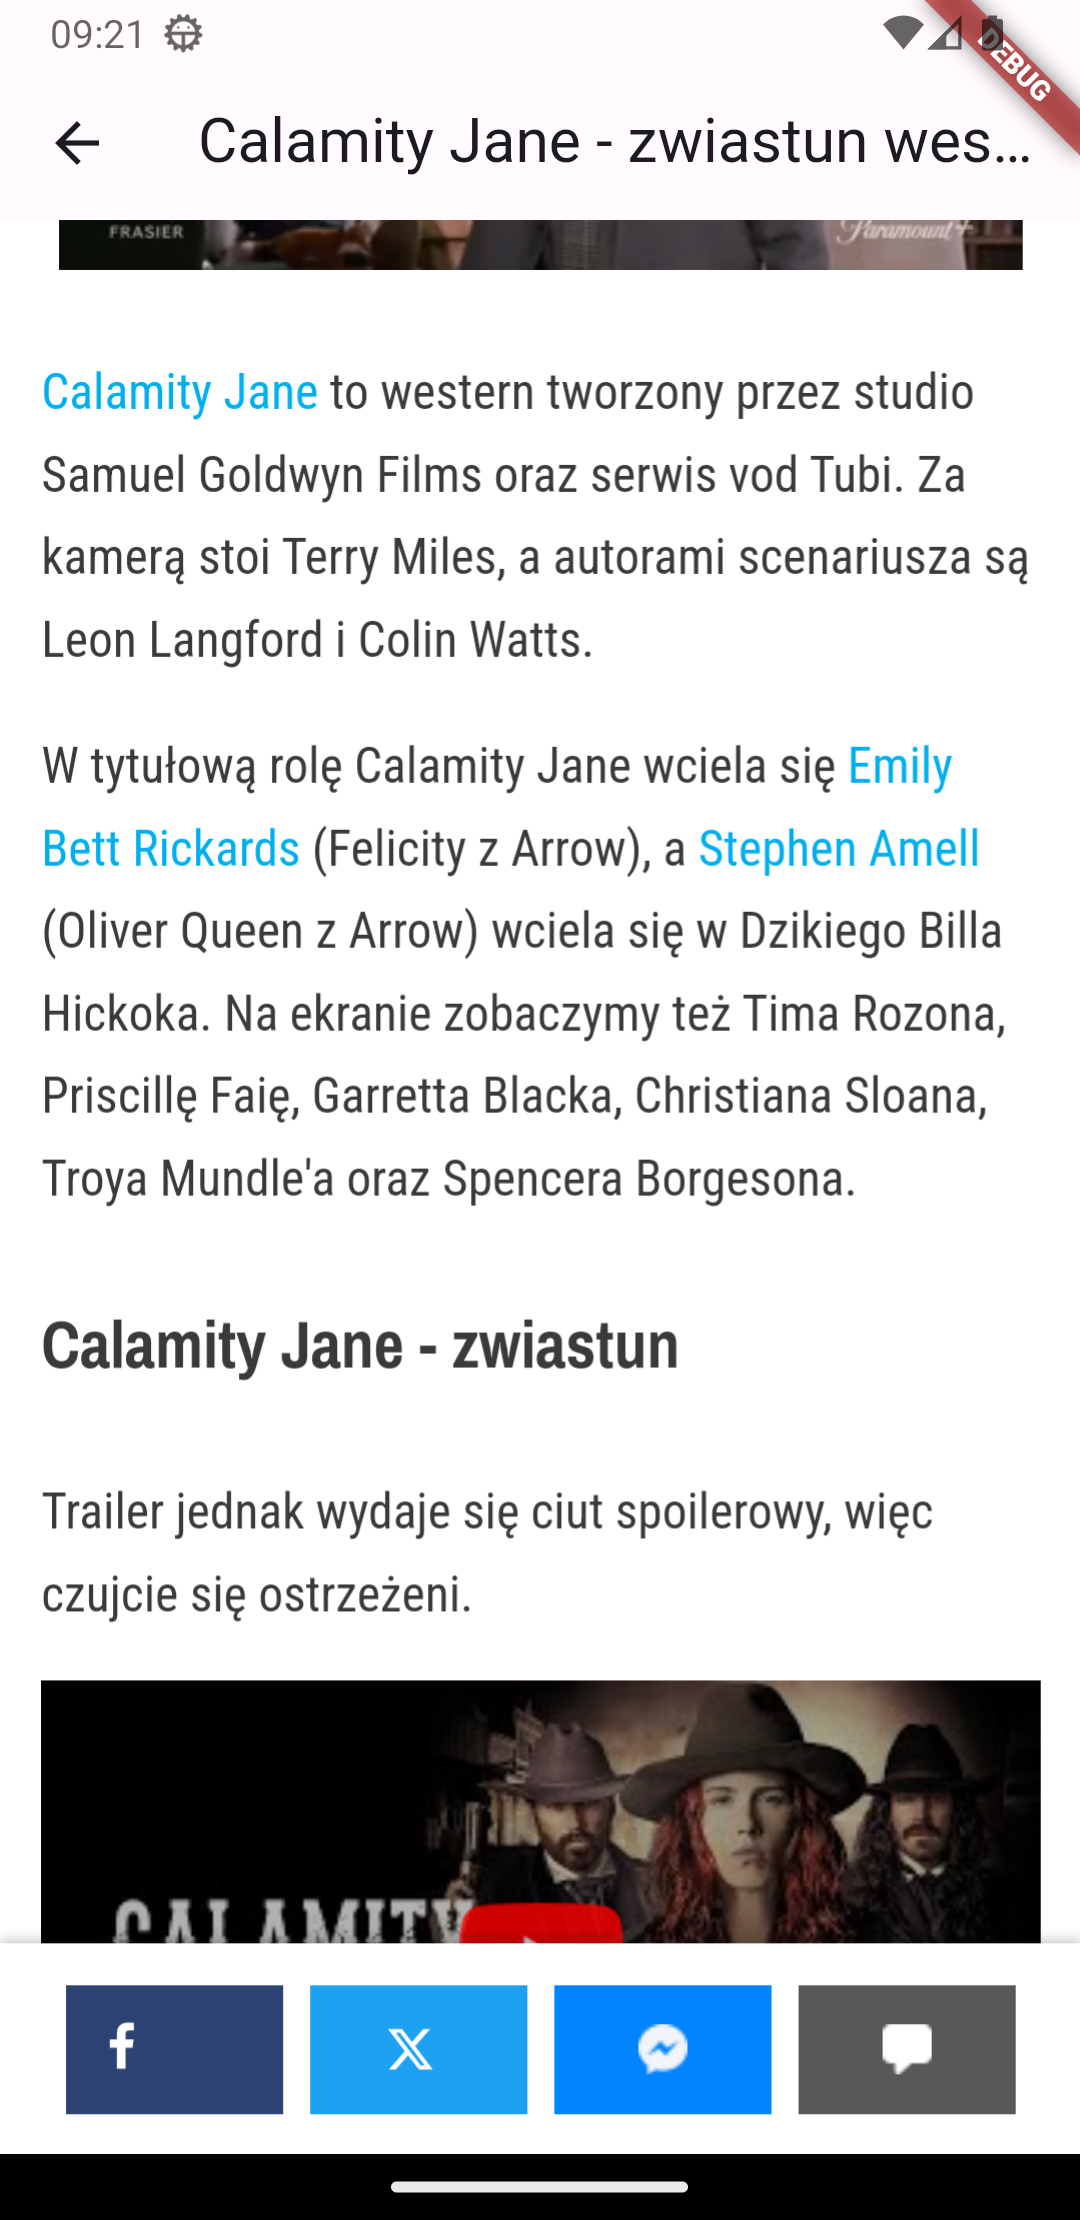 09:21
DEBUG
Calamity Jane - zwiastun wes...
FRASIER
Paramount+
Calamity Jane to western tworzony przez studio
Samuel Goldwyn Films oraz serwis vod Tubi. Za
kamerą stoi Terry Miles, a autorami scenariusza są
Leon Langford i Colin Watts.
W tytułową rolę Calamity Jane wciela się Emily
Bett Rickards (Felicity z Arrow), a Stephen Amell
(Oliver Queen z Arrow) wciela się w Dzikiego Billa
Hickoka. Na ekranie zobaczymy też Tima Rozona,
Priscillę Faię, Garretta Blacka, Christiana Sloana,
Troya Mundle'a oraz Spencera Borgesona.
Calamity Jane - zwiastun
Trailer jednak wydaje się ciut spoilerowy, więc
czujcie się ostrzeżeni.
CALAMITY